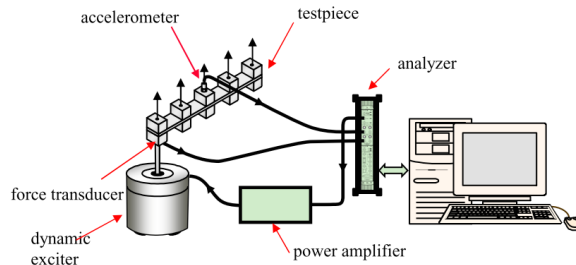 accelerometer
testpiece
analyzer
force transducer
dynamic
exciter
power amplifier